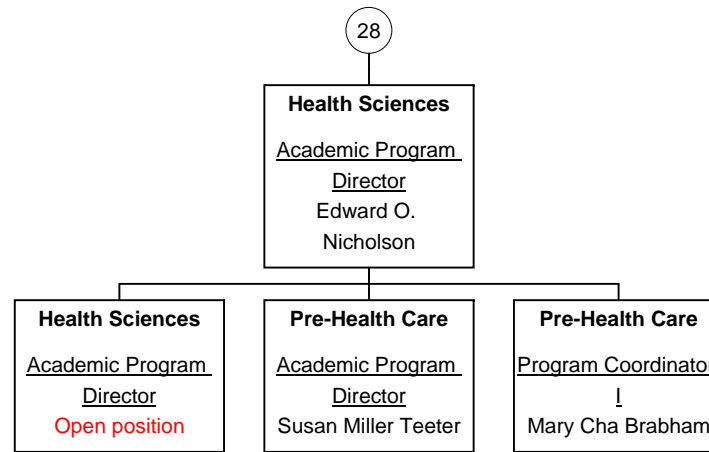 28
Health Sciences
Academic Program
Director
Edward O.
Nicholson
Health Sciences
Academic Program
Director
Open position
Pre-Health Care
Academic Program
Director
Susan Miller Teeter
Pre-Health Care
Program Coordinator
I
Mary Cha Brabham